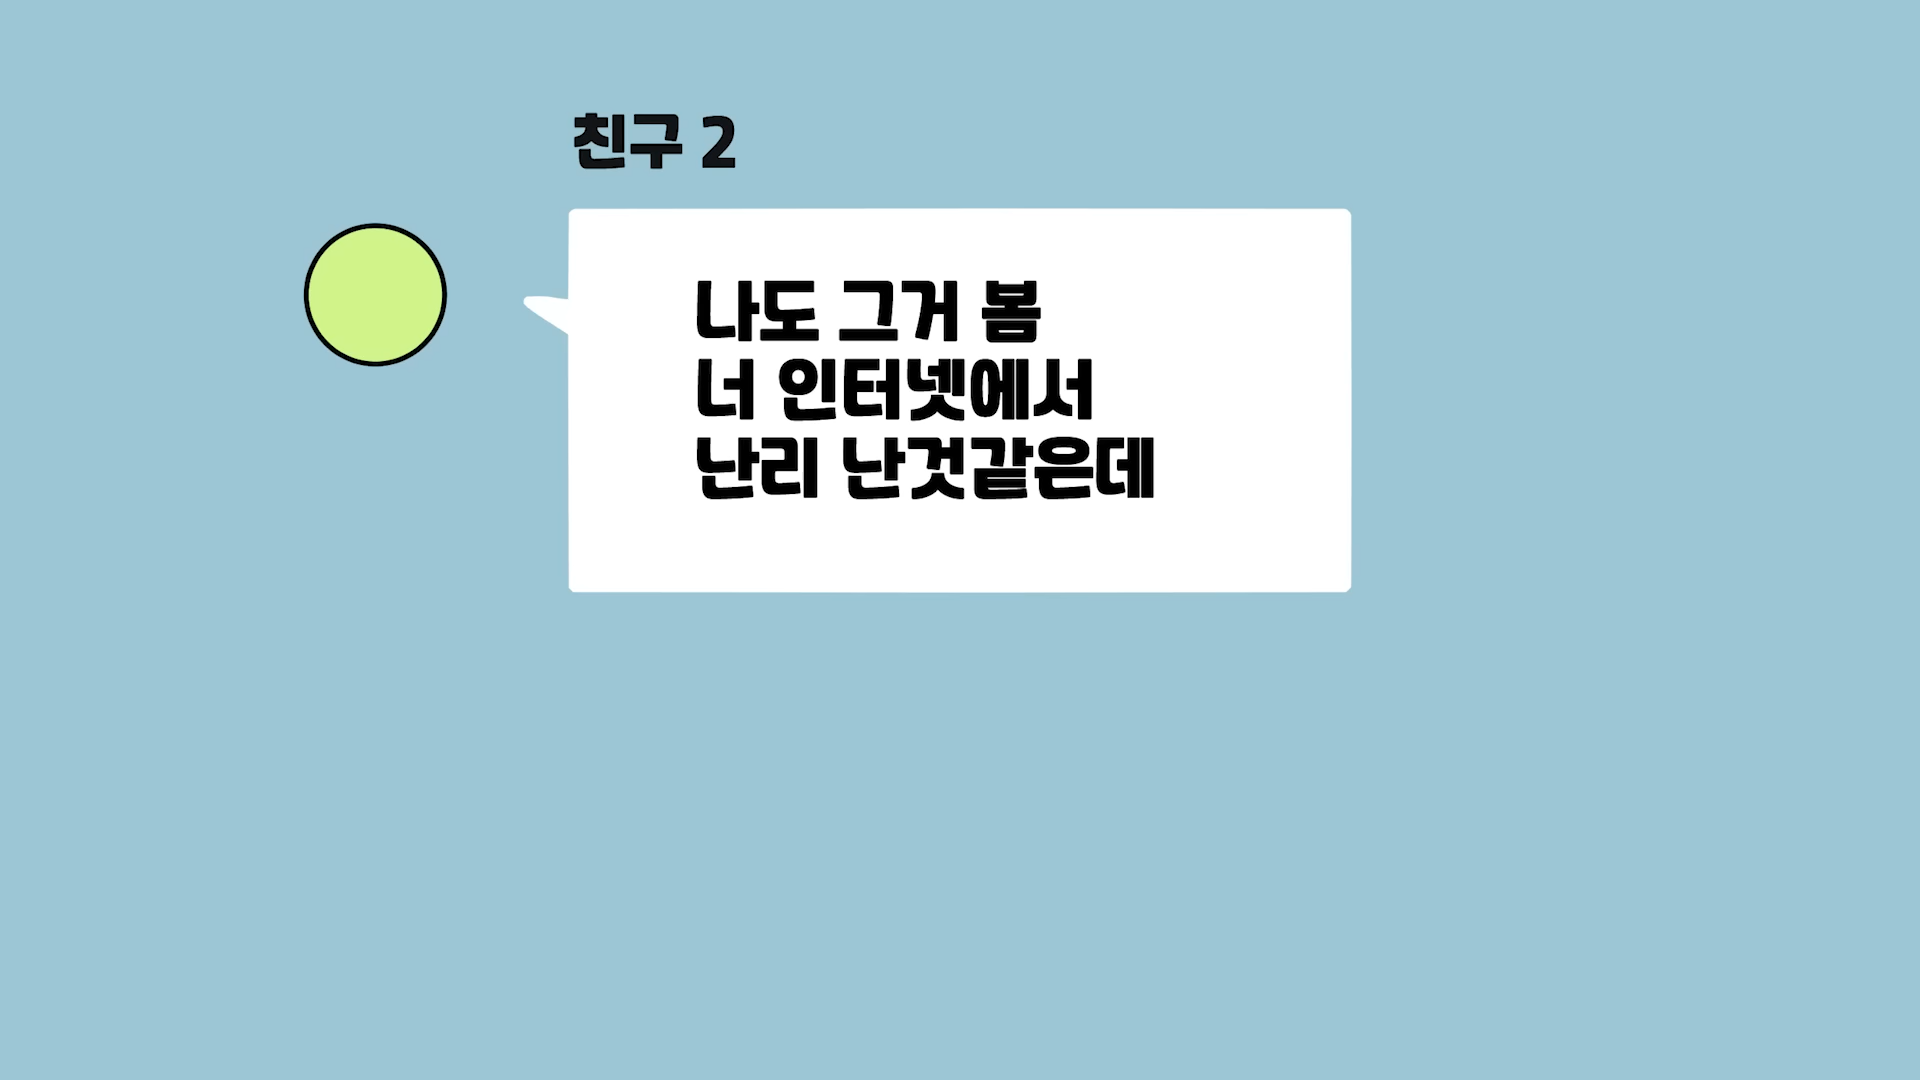 친구 2
나도 그거 봄
너 인터넷에서
난리 난것같은데